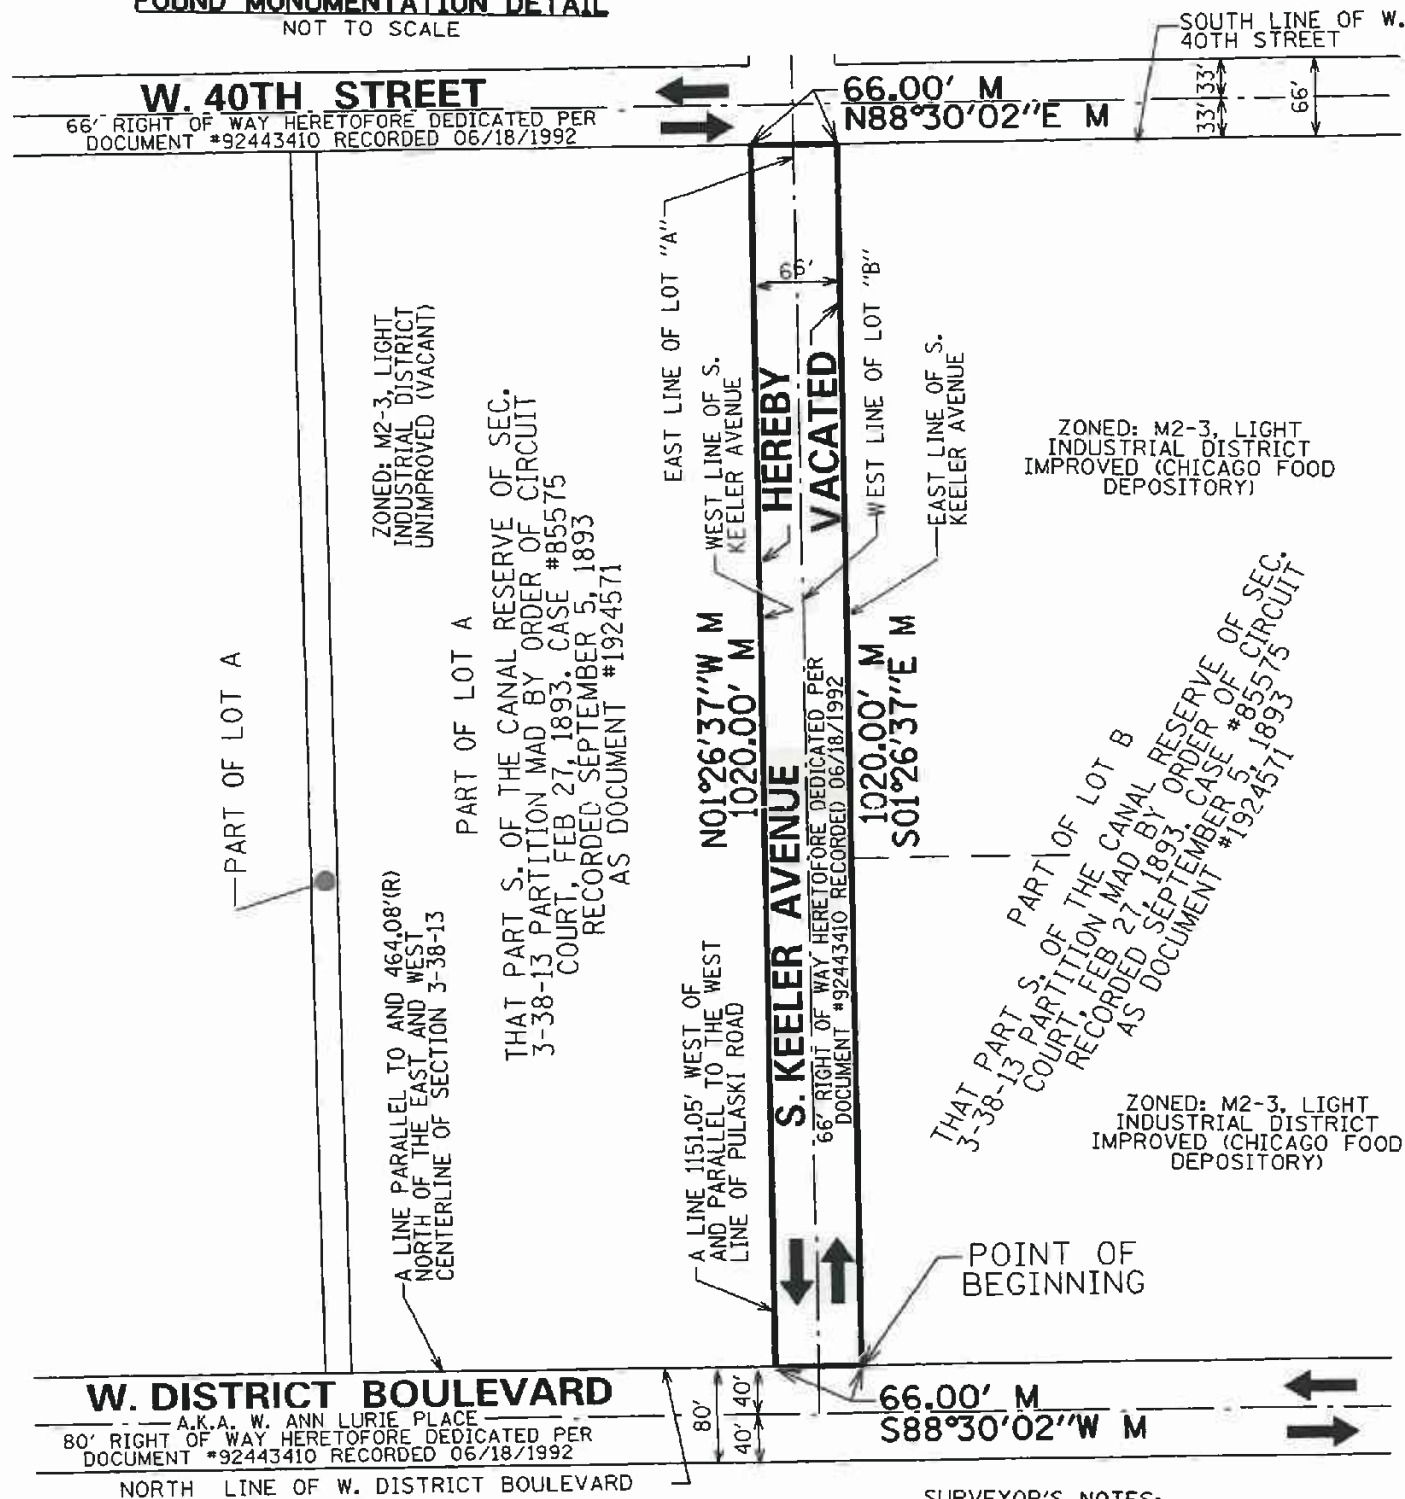 FOUND MONUMENTATION DETAIL
NOT TO SCALE
SOUTH LINE OF W.
40TH STREET
W. 40TH STREET
66' RIGHT OF WAY HERETOFORE DEDICATED PER
DOCUMENT #92443410 RECORDED 06/18/1992
66.00' M
N88°30'02"E M
33'
33'
66'
EAST LINE OF LOT "A"
66'
WEST LINE OF S.
KEELER AVENUE
HEREBY
VACATED
WEST LINE OF LOT "B"
EAST LINE OF S.
KEELER AVENUE
ZONED: M2-3, LIGHT
INDUSTRIAL DISTRICT
UNIMPROVED (VACANT)
ZONED: M2-3, LIGHT
INDUSTRIAL DISTRICT
IMPROVED (CHICAGO FOOD
DEPOSITORY)
PART OF LOT A
PART OF LOT A
THAT PART S. OF THE CANAL RESERVE OF SEC.
3-38-13 PARTITION MAD BY ORDER OF CIRCUIT
COURT, FEB 27, 1893. CASE #85575
RECORDED SEPTEMBER 5, 1893
AS DOCUMENT #1924571
N01°26'37"W M
1020.00' M
S. KEELER AVENUE
66' RIGHT OF WAY HERETOFORE DEDICATED PER
DOCUMENT #92443410 RECORDED 06/18/1992
1020.00' M
S01°26'37"E M
PART OF LOT B
THAT PART S. OF THE CANAL RESERVE OF SEC.
3-38-13 PARTITION MAD BY ORDER OF CIRCUIT
COURT, FEB 27, 1893. CASE #85575
RECORDED SEPTEMBER 5, 1893
AS DOCUMENT #1924571
A LINE PARALLEL TO AND 464.08'(R)
NORTH OF THE EAST AND WEST
CENTERLINE OF SECTION 3-38-13
A LINE 1151.05' WEST OF
AND PARALLEL TO THE WEST
LINE OF PULASKI ROAD
ZONED: M2-3, LIGHT
INDUSTRIAL DISTRICT
IMPROVED (CHICAGO FOOD
DEPOSITORY)
POINT OF
BEGINNING
W. DISTRICT BOULEVARD
A.K.A. W. ANN LURIE PLACE
80' RIGHT OF WAY HERETOFORE DEDICATED PER
DOCUMENT #92443410 RECORDED 06/18/1992
80'
40'
40'
66.00' M
S88°30'02"W M
NORTH LINE OF W. DISTRICT BOULEVARD
SURVEYOR'S NOTES: